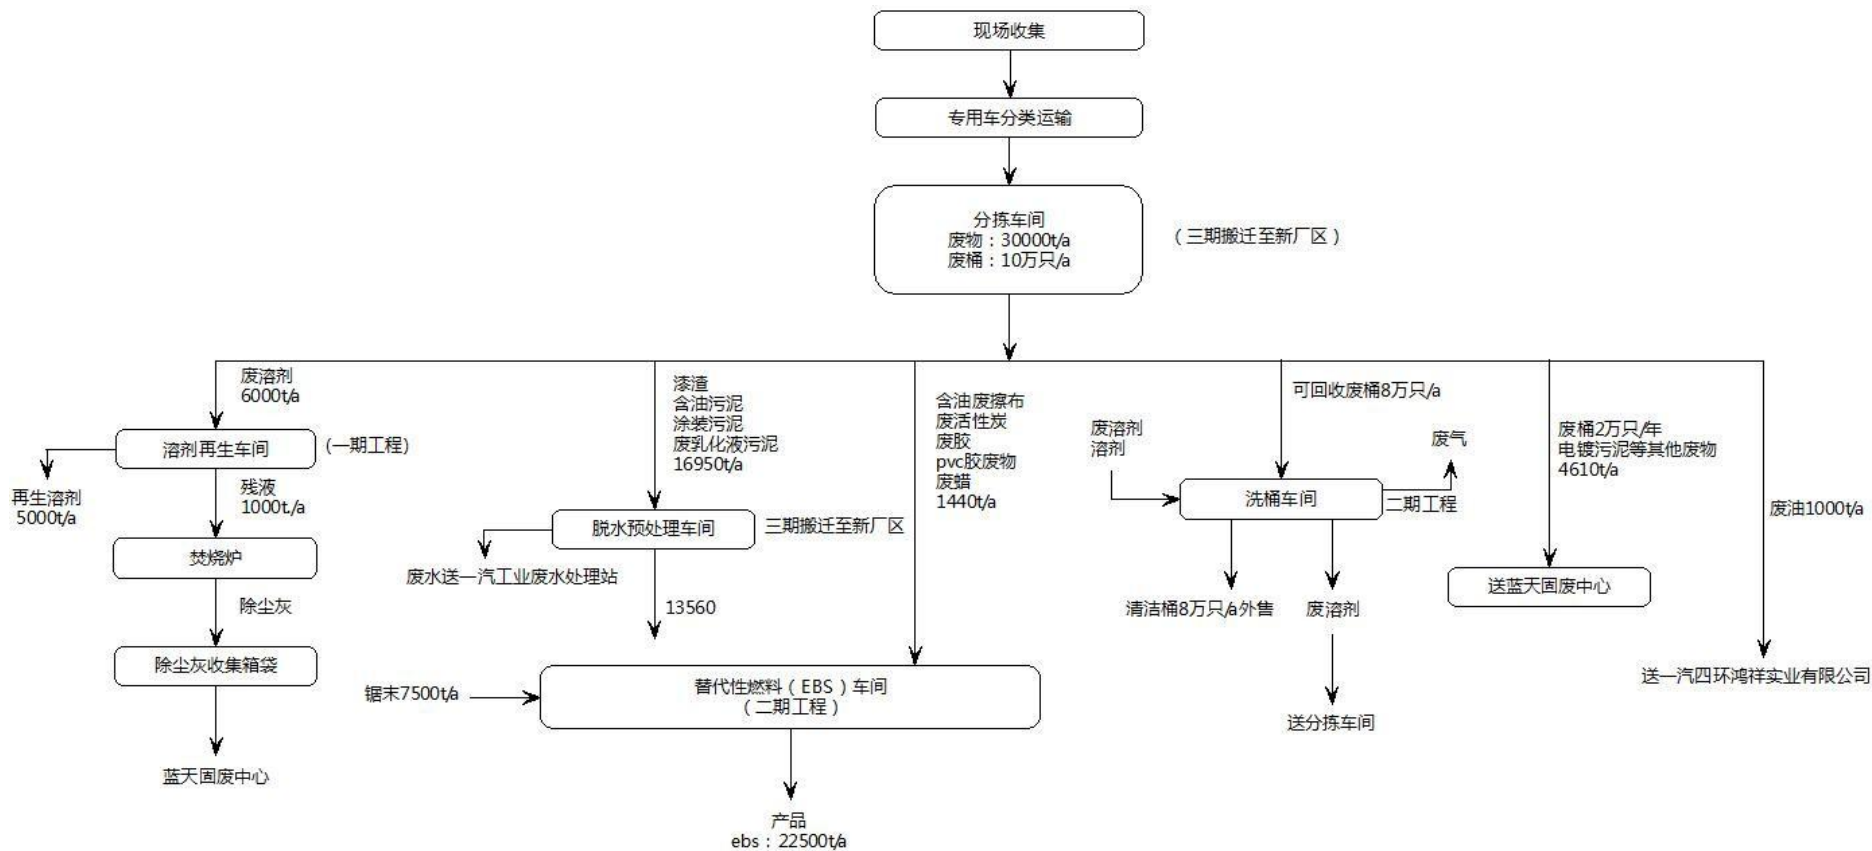 现场收集
专用车分类运输
分拣车间
废物：30000t/a
废桶：10万只/a
（三期搬迁至新厂区）
废溶剂
6000t/a
溶剂再生车间
(一期工程)
再生溶剂
5000t/a
残液
1000t./a
焚烧炉
除尘灰
除尘灰收集箱袋
蓝天固废中心
漆渣
含油污泥
涂装污泥
废乳化液污泥
16950t/a
脱水预处理车间
三期搬迁至新厂区
废水送一汽工业废水处理站
13560
含油废擦布
废活性炭
废胶
pvc胶废物
废蜡
1440t/a
锯末7500t/a
替代性燃料（EBS）车间
（二期工程）
产品
ebs：22500t/a
可回收废桶8万只/a
废溶剂
溶剂
废气
洗桶车间
二期工程
清洁桶8万只/a外售
废溶剂
送分拣车间
废桶2万只/年
电镀污泥等其他废物
4610t/a
送蓝天固废中心
废油1000t/a
送一汽四环鸿祥实业有限公司